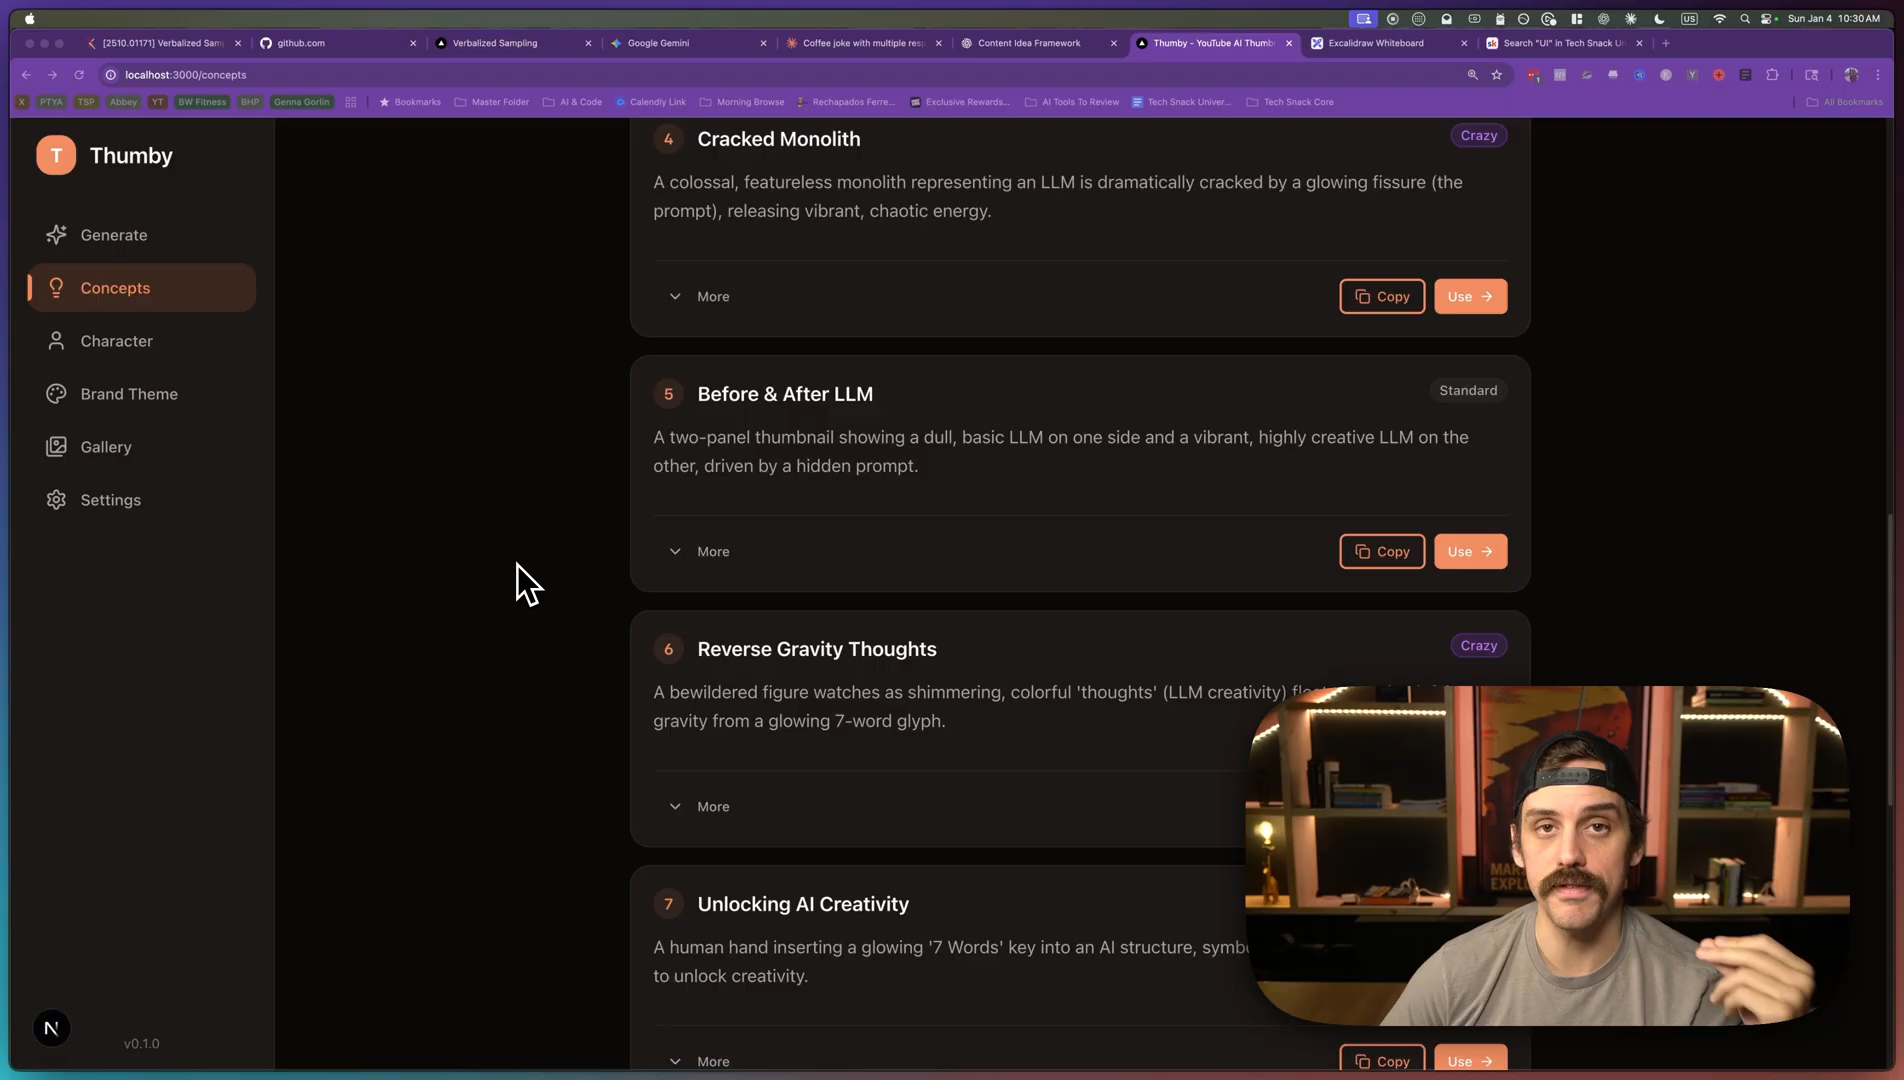 US
Sun Jan 4 10:30 AM
[2510.01171] Verbalized Sam
github.com
Verbalized Sampling
Google Gemini
Coffee joke with multiple resp
Content Idea Framework
Thumby - YouTube AI Thumb
Excalidraw Whiteboard
Search "UI" in Tech Snack Un
localhost:3000/concepts
X
PTYA
TSP
Abbey
YT
BW Fitness
BHP
Genna Gorlin
Bookmarks
Master Folder
AI & Code
Calendly Link
Morning Browse
Rechapados Ferre...
Exclusive Rewards...
AI Tools To Review
Tech Snack Univer...
Tech Snack Core
All Bookmarks
T
Thumby
Generate
Concepts
Character
Brand Theme
Gallery
Settings
N
v0.1.0
4
Cracked Monolith
Crazy
A colossal, featureless monolith representing an LLM is dramatically cracked by a glowing fissure (the
prompt), releasing vibrant, chaotic energy.
More
Copy
Use
5
Before & After LLM
Standard
A two-panel thumbnail showing a dull, basic LLM on one side and a vibrant, highly creative LLM on the
other, driven by a hidden prompt.
More
Copy
Use
6
Reverse Gravity Thoughts
Crazy
A bewildered figure watches as shimmering, colorful 'thoughts' (LLM creativity)
gravity from a glowing 7-word glyph.
More
7
Unlocking AI Creativity
A human hand inserting a glowing '7 Words' key into an AI structure,
to unlock creativity.
More
Copy
Use